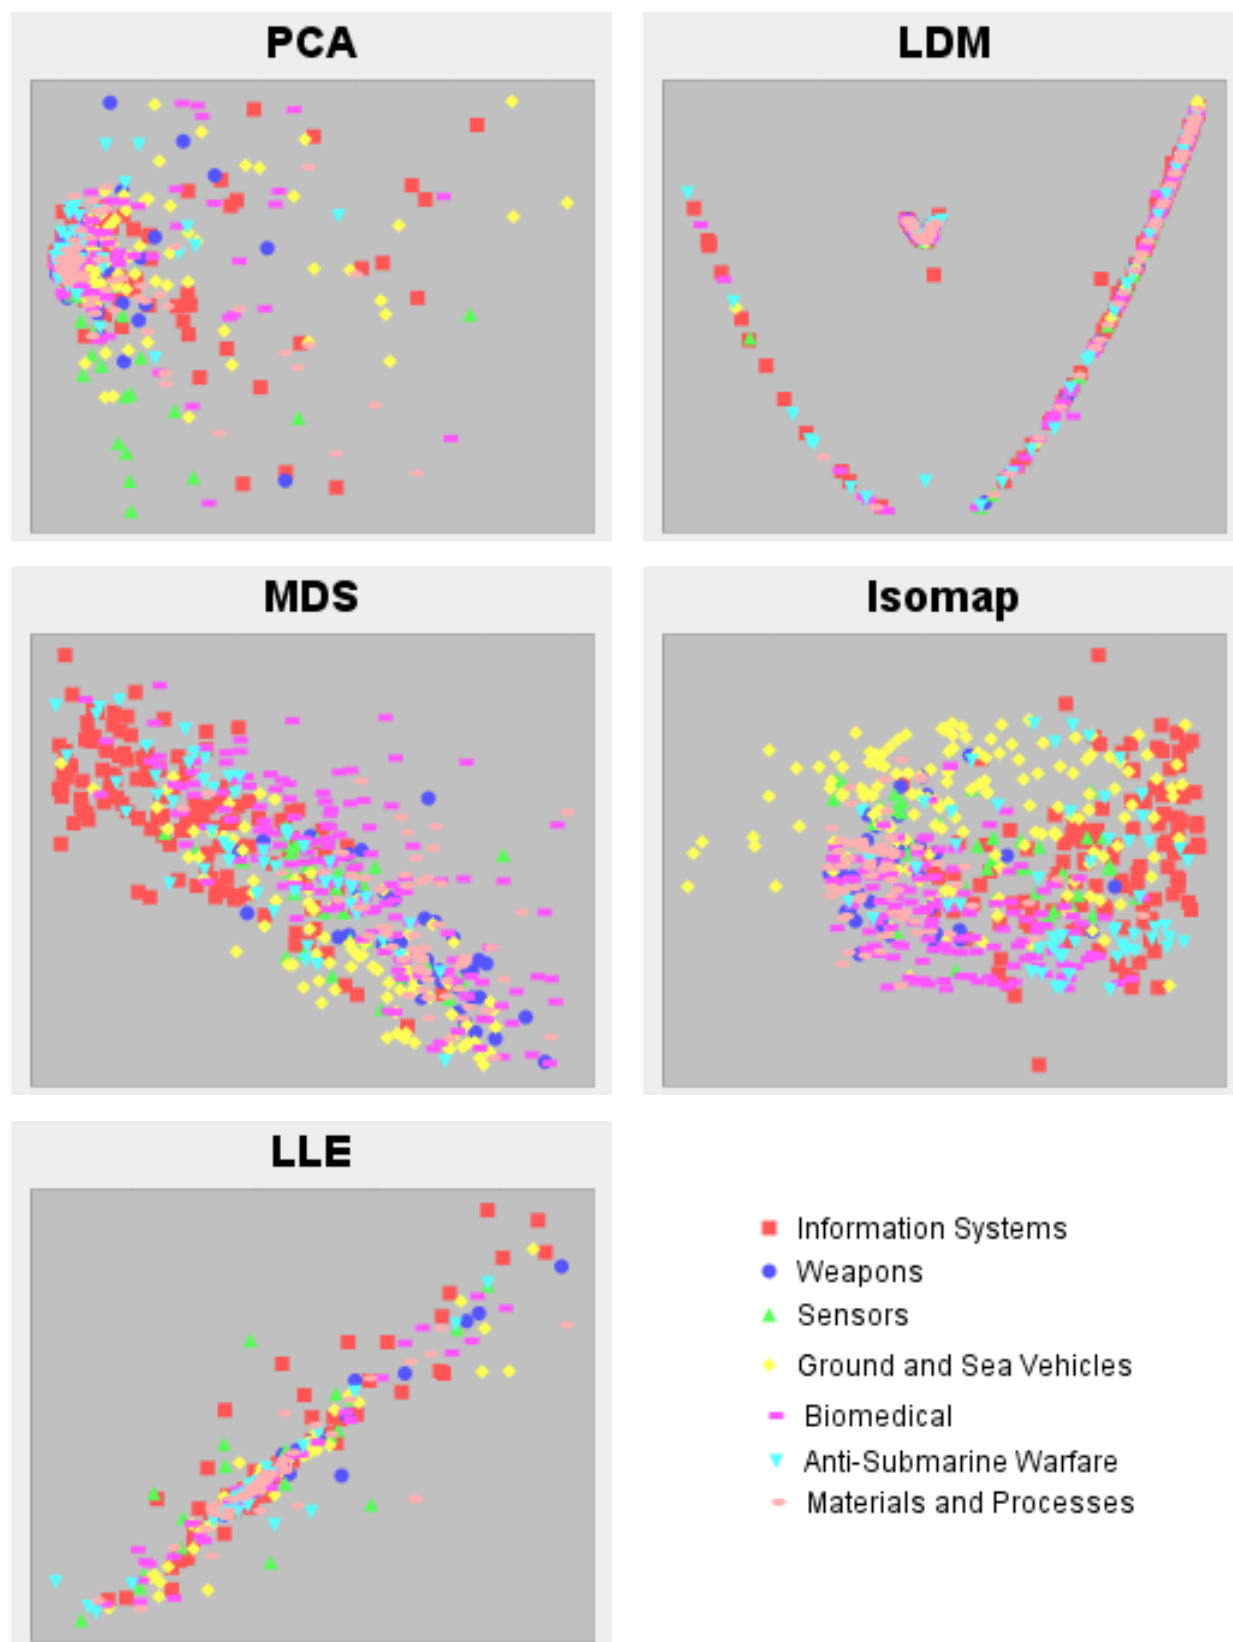 PCA
LDM
MDS
Isomap
LLE
Information Systems
Weapons
Sensors
Ground and Sea Vehicles
Biomedical
Anti-Submarine Warfare
Materials and Processes